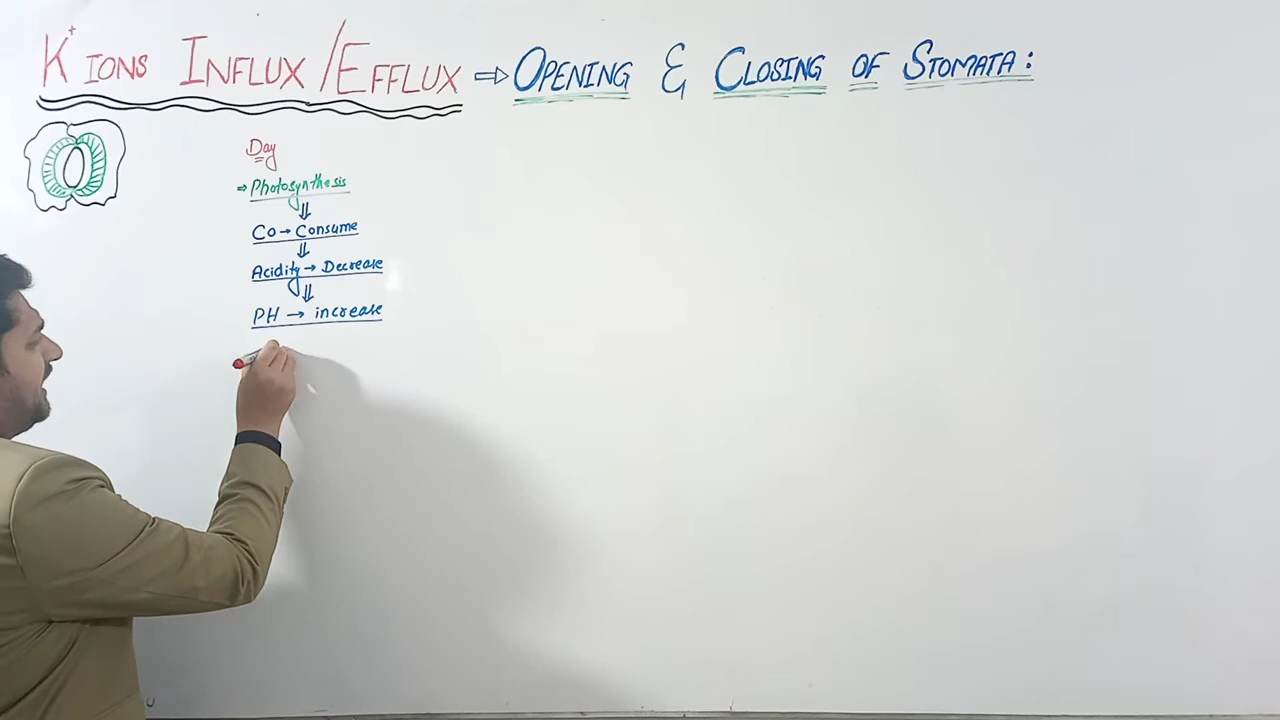 K+ IONS INFLUX/EFFLUX ⇒ OPENING & CLOSING OF STOMATA:
Day
⇒ Photosynthesis
⇓
Co → Consume
⇓
Acidity → Decrease
⇓
PH → increase